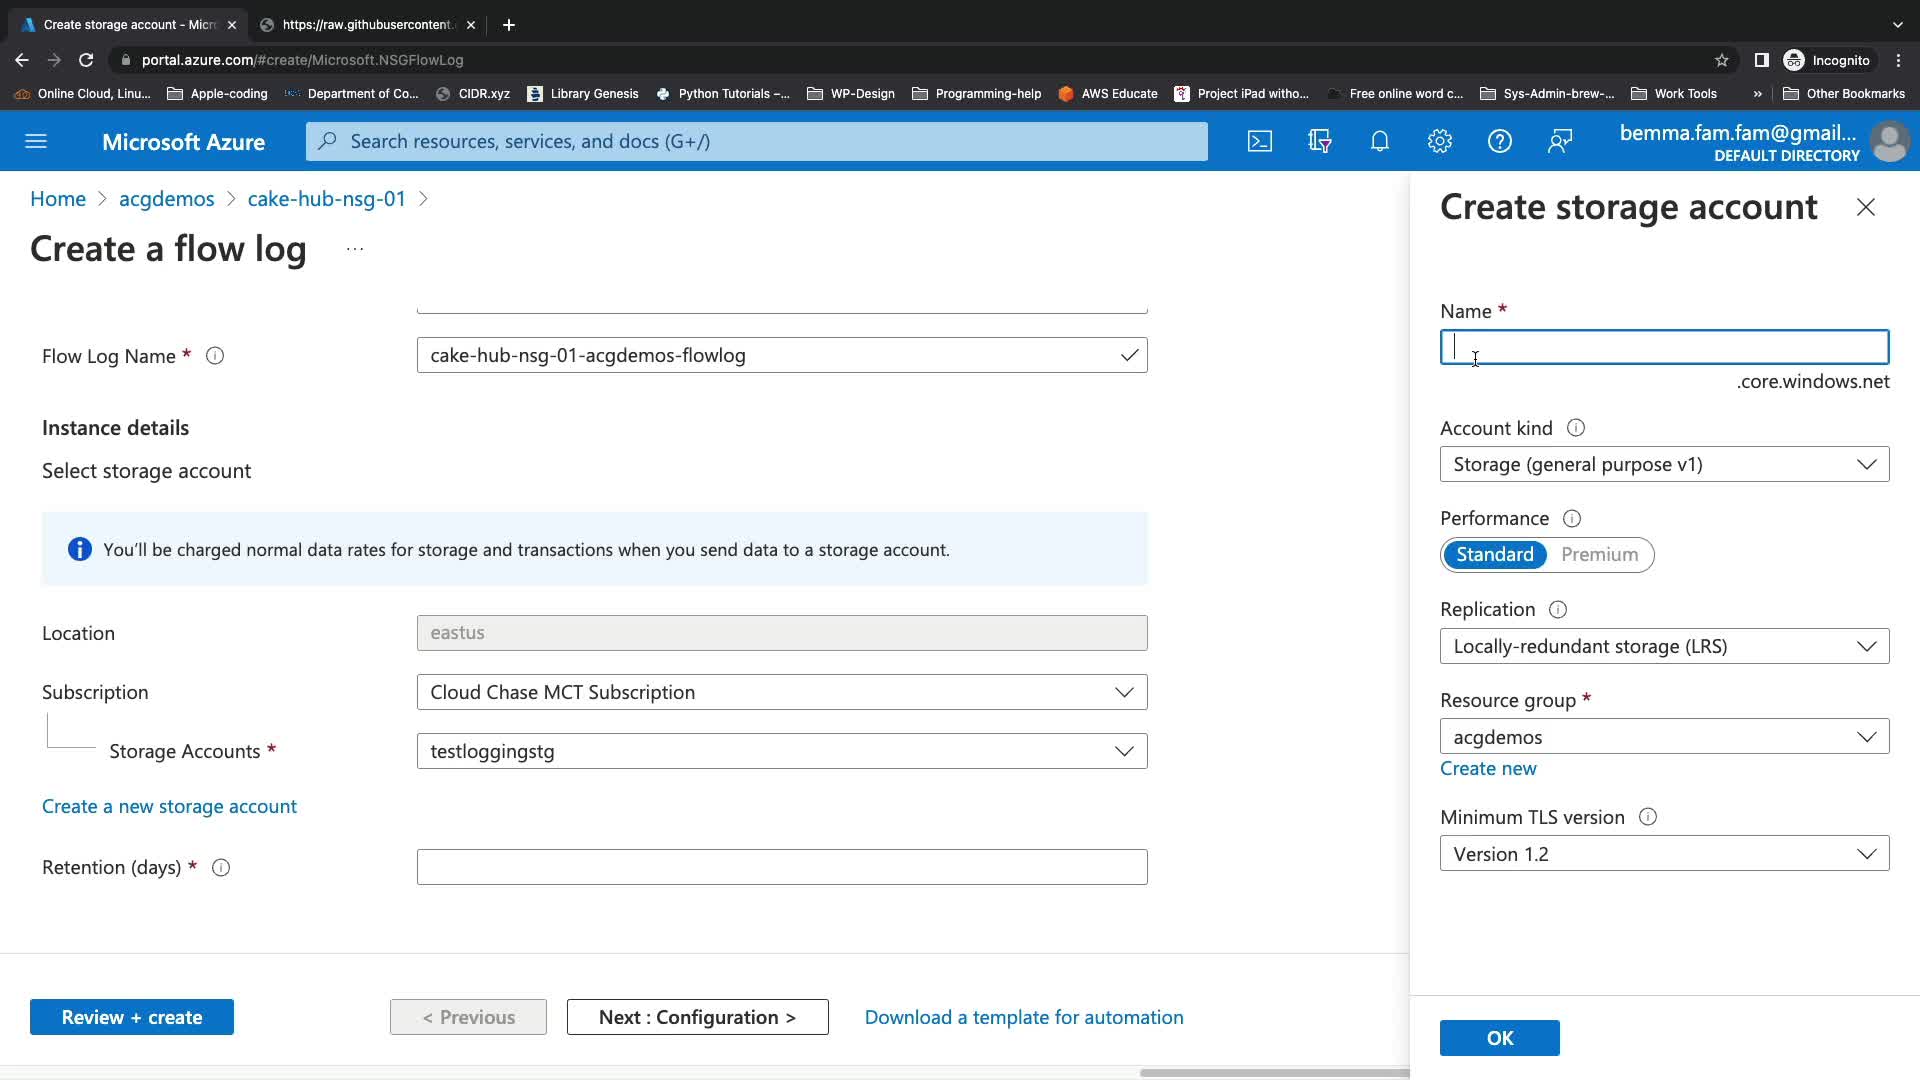 Create storage account - Micr
https://raw.githubusercontent.
portal.azure.com/#create/Microsoft.NSGFlowLog
Incognito
Online Cloud, Linu...
Apple-coding
Department of Co...
CIDR.xyz
Library Genesis
Python Tutorials –...
WP-Design
Programming-help
AWS Educate
Project iPad witho...
Free online word c...
Sys-Admin-brew-...
Work Tools
»
Other Bookmarks
Microsoft Azure
Search resources, services, and docs (G+/)
bemma.fam.fam@gmail...
DEFAULT DIRECTORY
Home > acgdemos > cake-hub-nsg-01 >
Create a flow log ...
Flow Log Name *
cake-hub-nsg-01-acgdemos-flowlog
Instance details
Select storage account
You'll be charged normal data rates for storage and transactions when you send data to a storage account.
Location
eastus
Subscription
Cloud Chase MCT Subscription
Storage Accounts *
testloggingstg
Create a new storage account
Retention (days) *
Review + create
< Previous
Next : Configuration >
Download a template for automation
Create storage account
Name *
.core.windows.net
Account kind
Storage (general purpose v1)
Performance
Standard Premium
Replication
Locally-redundant storage (LRS)
Resource group *
acgdemos
Create new
Minimum TLS version
Version 1.2
OK